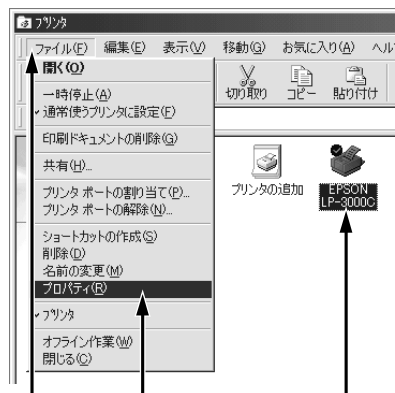 プリンタ
ファイル(F) 編集(E) 表示(V) 移動(G) お気に入り(A) ヘル
開く(O)
一時停止(A)
通常使うプリンタに設定(F)
印刷ドキュメントの削除(G)
共有(H)...
プリンタ ポートの割り当て(P)...
プリンタ ポートの解除(N)...
ショートカットの作成(S)
削除(D)
名前の変更(M)
プロパティ(R)
プリンタ
オフライン作業(W)
閉じる(C)
切り取り コピー 貼り付け
プリンタの追加
EPSON
LP-3000C